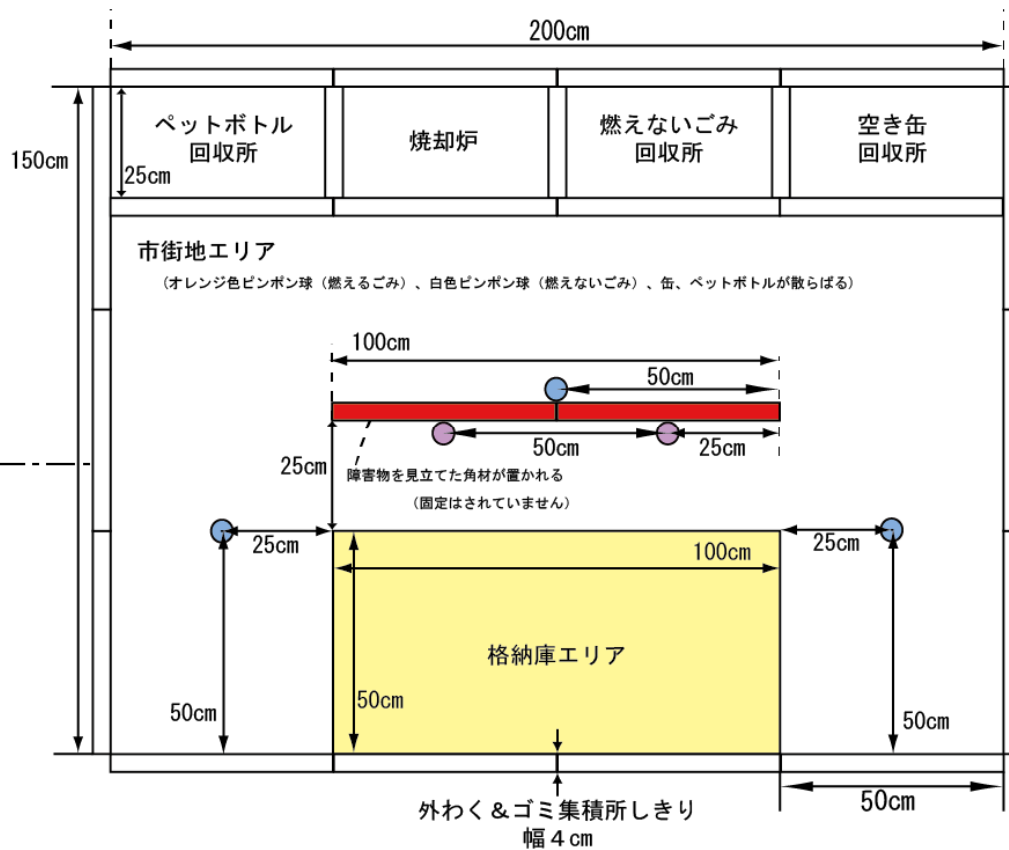 200cm
ペットボトル
回収所
焼却炉
燃えないごみ
回収所
空き缶
回収所
150cm
25cm
市街地エリア
(オレンジ色ピンポン球（燃えるごみ）、白色ピンポン球（燃えないごみ）、缶、ペットボトルが散らばる)
100cm
50cm
50cm
25cm
25cm
障害物を見立てた角材が置かれる
（固定はされていません）
25cm
25cm
100cm
格納庫エリア
50cm
50cm
50cm
50cm
外わく＆ゴミ集積所しきり
幅４cm